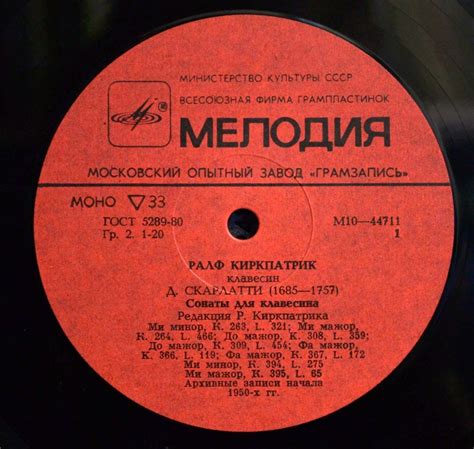 МИНИСТЕРСТВО КУЛЬТУРЫ СССР
ВСЕСОЮЗНАЯ ФИРМА ГРАМПЛАСТИНОК
МЕЛОДИЯ
МОСКОВСКИЙ ОПЫТНЫЙ ЗАВОД «ГРАМЗАПИСЬ»
МОНО ▽ 33
ГОСТ 5289-80
Гр. 2. 1-20
М10—44711
1
РАЛФ КИРКПАТРИК
клавесин
Д. СКАРЛАТТИ (1685—1757)
Сонаты для клавесина
Редакция Р. Киркпатрика
Ми минор, К. 263, L. 321; Ми мажор,
К. 264, L. 466; До мажор, К. 308, L. 359;
До мажор, К. 309, L. 454; Фа мажор,
К. 366, L. 119; Фа мажор, К. 367, L. 172
Ми минор, К. 394, L. 275
Ми мажор, К. 395, L. 65
Архивные записи начала
1950-х гг.